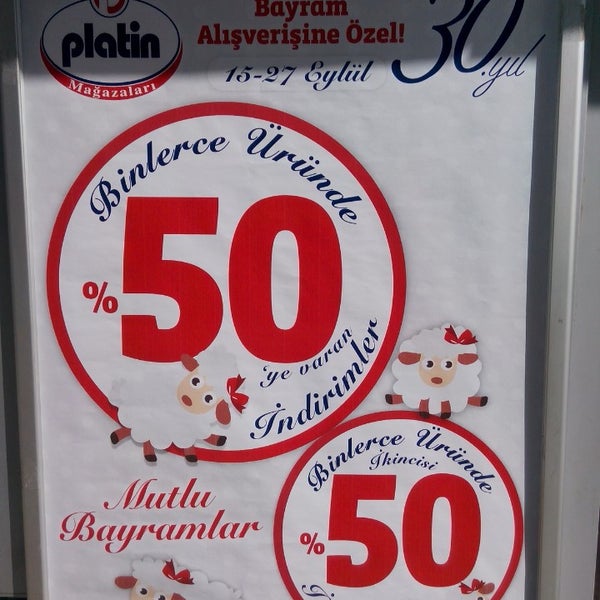 platin
Mağazaları
Bayram
Alışverişine Özel!
15-27 Eylül
30.yıl
Binlerce Üründe
%50
'ye varan
İndirimler
Binlerce Üründe
İkincisi
%50
Mutlu
Bayramlar